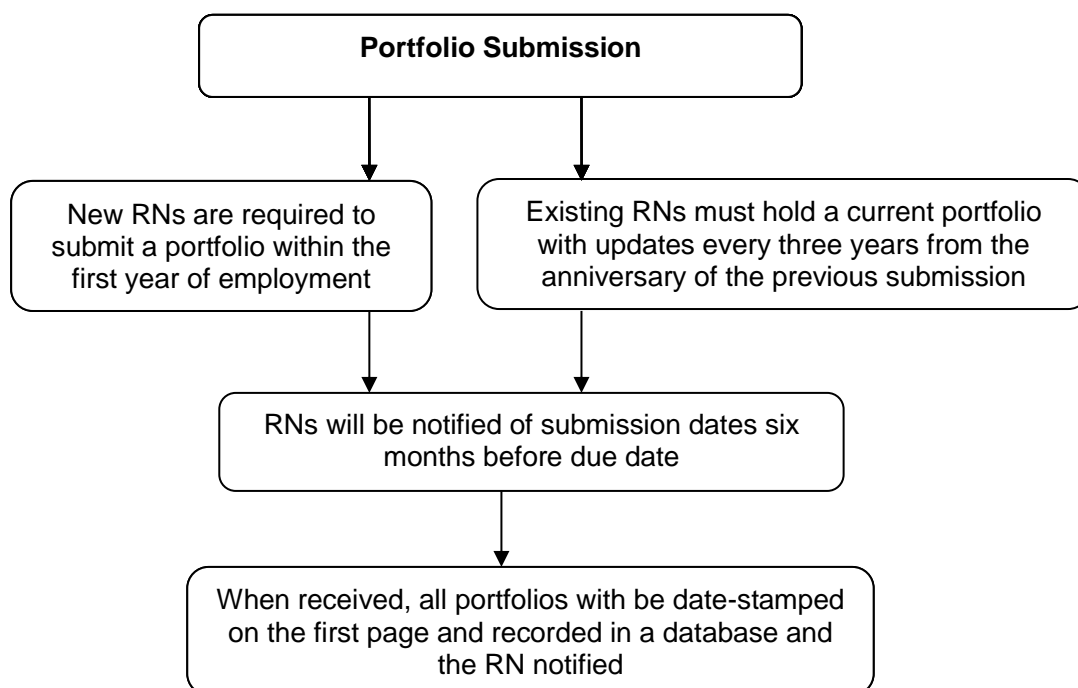 Portfolio Submission
New RNs are required to
submit a portfolio within the
first year of employment
Existing RNs must hold a current portfolio
with updates every three years from the
anniversary of the previous submission
RNs will be notified of submission dates six
months before due date
When received, all portfolios with be date-stamped
on the first page and recorded in a database and
the RN notified